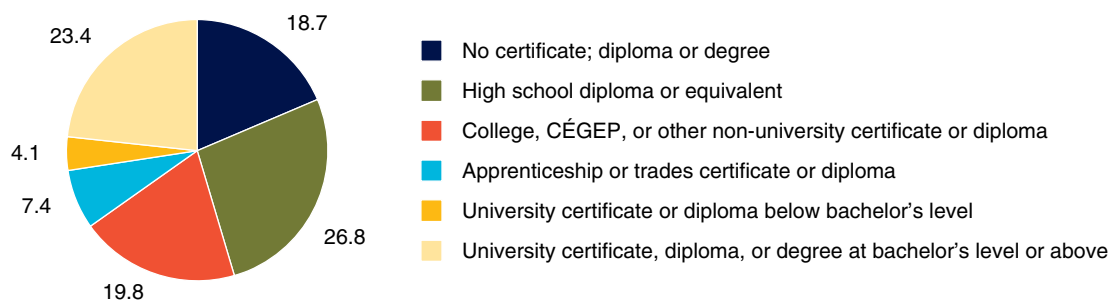 18.7
23.4
4.1
7.4
19.8
26.8
No certificate; diploma or degree
High school diploma or equivalent
College, CÉGEP, or other non-university certificate or diploma
Apprenticeship or trades certificate or diploma
University certificate or diploma below bachelor’s level
University certificate, diploma, or degree at bachelor’s level or above